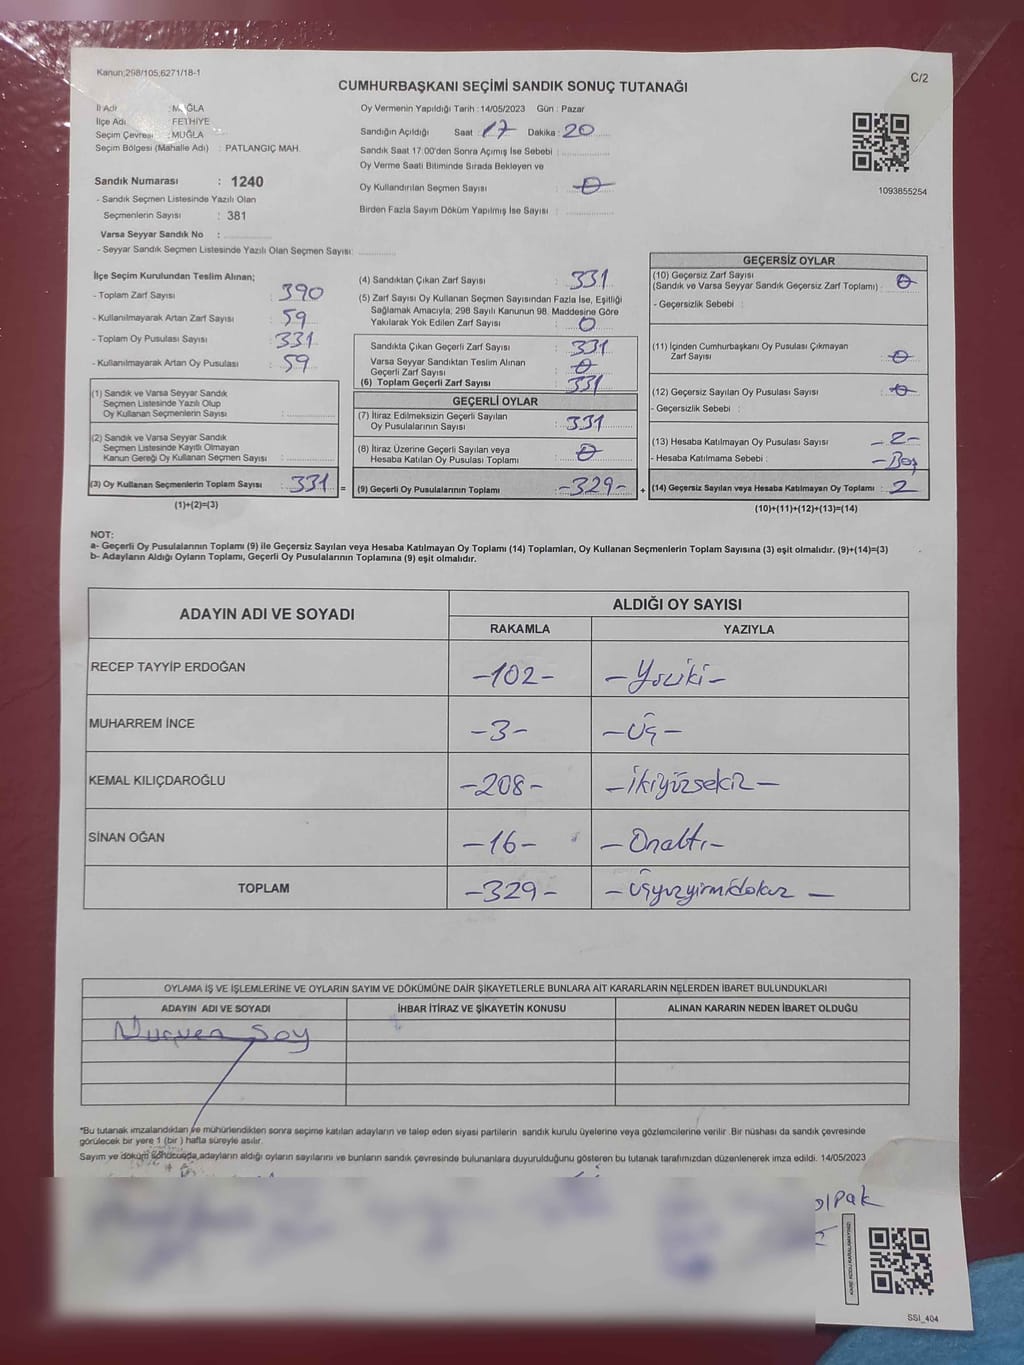 Kanun;298/105,6271/18-1
C/2
CUMHURBAŞKANI SEÇİMİ SANDIK SONUÇ TUTANAĞI
İl Adı : MUĞLA
İlçe Adı : FETHİYE
Seçim Çevresi : MUĞLA
Seçim Bölgesi (Mahalle Adı) : PATLANGIÇ MAH.
Oy Vermenin Yapıldığı Tarih : 14/05/2023 Gün : Pazar
Sandığın Açıldığı Saat : 17 Dakika : 20
Sandık Saat 17:00'den Sonra Açımış İse Sebebi :
Oy Verme Saati Bitiminde Sırada Bekleyen ve
Oy Kullandırılan Seçmen Sayısı : 0
Birden Fazla Sayım Döküm Yapılmış İse Sayısı :
1093855254
Sandık Numarası : 1240
- Sandık Seçmen Listesinde Yazılı Olan
Seçmenlerin Sayısı : 381
Varsa Seyyar Sandık No :
- Seyyar Sandık Seçmen Listesinde Yazılı Olan Seçmen Sayısı:
İlçe Seçim Kurulundan Teslim Alınan;
- Toplam Zarf Sayısı : 390
- Kullanılmayarak Artan Zarf Sayısı : 59
- Toplam Oy Pusulası Sayısı : 331
- Kullanılmayarak Artan Oy Pusulası : 59
(1) Sandık ve Varsa Seyyar Sandık
Seçmen Listesinde Yazılı Olup
Oy Kullanan Seçmenlerin Sayısı :
(2) Sandık ve Varsa Seyyar Sandık
Seçmen Listesinde Kayıtlı Olmayan
Kanun Gereği Oy Kullanan Seçmen Sayısı :
(3) Oy Kullanan Seçmenlerin Toplam Sayısı : 331 =
(1)+(2)=(3)
(4) Sandıktan Çıkan Zarf Sayısı : 331
(5) Zarf Sayısı Oy Kullanan Seçmen Sayısından Fazla İse, Eşitliği
Sağlamak Amacıyla; 298 Sayılı Kanunun 98. Maddesine Göre
Yakılarak Yok Edilen Zarf Sayısı : 0
Sandıkta Çıkan Geçerli Zarf Sayısı : 331
Varsa Seyyar Sandıktan Teslim Alınan
Geçerli Zarf Sayısı : 0
(6) Toplam Geçerli Zarf Sayısı : 331
GEÇERLİ OYLAR
(7) İtiraz Edilmeksizin Geçerli Sayılan
Oy Pusulalarının Sayısı : 331
(8) İtiraz Üzerine Geçerli Sayılan veya
Hesaba Katılan Oy Pusulası Toplamı : 0
(9) Geçerli Oy Pusulalarının Toplamı : -329- +
GEÇERSİZ OYLAR
(10) Geçersiz Zarf Sayısı
(Sandık ve Varsa Seyyar Sandık Geçersiz Zarf Toplamı) : 0
- Geçersizlik Sebebi :
(11) İçinden Cumhurbaşkanı Oy Pusulası Çıkmayan
Zarf Sayısı : 0
(12) Geçersiz Sayılan Oy Pusulası Sayısı : 0
- Geçersizlik Sebebi :
(13) Hesaba Katılmayan Oy Pusulası Sayısı : -2-
- Hesaba Katılmama Sebebi : -Boş
(14) Geçersiz Sayılan veya Hesaba Katılmayan Oy Toplamı : 2
(10)+(11)+(12)+(13)=(14)
NOT:
a- Geçerli Oy Pusulalarının Toplamı (9) ile Geçersiz Sayılan veya Hesaba Katılmayan Oy Toplamı (14) Toplamları, Oy Kullanan Seçmenlerin Toplam Sayısına (3) eşit olmalıdır. (9)+(14)=(3)
b- Adayların Aldığı Oyların Toplamı, Geçerli Oy Pusulalarının Toplamına (9) eşit olmalıdır.
ADAYIN ADI VE SOYADI
ALDIĞI OY SAYISI
RAKAMLA YAZIYLA
RECEP TAYYİP ERDOĞAN -102- -Yüziki-
MUHARREM İNCE -3- -Üç-
KEMAL KILIÇDAROĞLU -208- -İkiyüzsekiz-
SİNAN OĞAN -16- -Onaltı-
TOPLAM -329- -Üçyüzyirmidokuz-
OYLAMA İŞ VE İŞLEMLERİNE VE OYLARIN SAYIM VE DÖKÜMÜNE DAİR ŞİKAYETLERLE BUNLARA AİT KARARLARIN NELERDEN İBARET BULUNDUKLARI
ADAYIN ADI VE SOYADI İHBAR İTİRAZ VE ŞİKAYETİN KONUSU ALINAN KARARIN NEDEN İBARET OLDUĞU
Soy
*Bu tutanak imzalandıktan ve mühürlendikten sonra seçime katılan adayların ve talep eden siyasi partilerin sandık kurulu üyelerine veya gözlemcilerine verilir. Bir nüshası da sandık çevresinde
görülecek bir yere 1 (bir ) hafta süreyle asılır.
Sayım ve döküm sonucunda adayların aldığı oyların sayılarını ve bunların sandık çevresinde bulunanlara duyurulduğunu gösteren bu tutanak tarafımızdan düzenlenerek imza edildi. 14/05/2023
KARE KODU KARALAMAYINIZ!
SSI_404